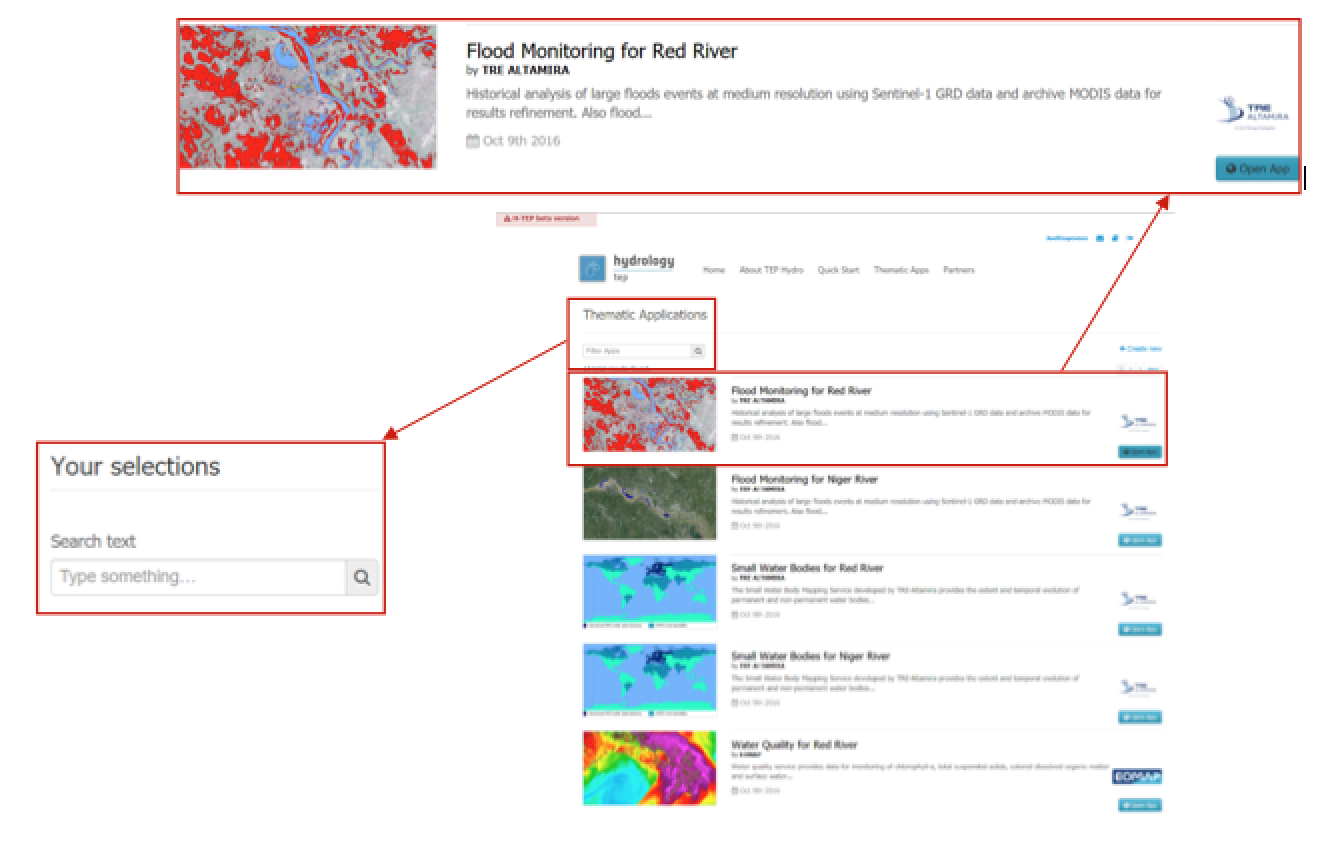 Flood Monitoring for Red River
by TRE ALTAMIRA
Historical analysis of large floods events at medium resolution using Sentinel-1 GRD data and archive MODIS data for
results refinement. Also flood...
Oct 9th 2016
TRE
ALTAMIRA
Open App
H-TEP beta version
hydrology
tep
Home About TEP Hydro Quick Start Thematic Apps Partners
Thematic Applications
Filter Apps
Create new
Flood Monitoring for Red River
by TRE ALTAMIRA
Historical analysis of large floods events at medium resolution using Sentinel-1 GRD data and archive MODIS data for
results refinement. Also flood...
Oct 9th 2016
TRE
Open App
Your selections
Search text
Type something...
Flood Monitoring for Niger River
by TRE ALTAMIRA
Historical analysis of large floods events at medium resolution using Sentinel-1 GRD data and archive MODIS data for
results refinement. Also flood...
Oct 9th 2016
TRE
Open App
Small Water Bodies for Red River
by TRE ALTAMIRA
The Small Water Body Mapping Service developed by TRE-Altamira provides the extent and temporal evolution of
permanent and non-permanent water bodies...
Oct 9th 2016
TRE
Open App
Small Water Bodies for Niger River
by TRE ALTAMIRA
The Small Water Body Mapping Service developed by TRE-Altamira provides the extent and temporal evolution of
permanent and non-permanent water bodies...
Oct 9th 2016
TRE
Open App
Water Quality for Red River
by EOMAP
Water quality service provides data for monitoring of chlorophyll-a, total suspended solids, colored dissolved organic matter
and surface water...
Oct 9th 2016
EOMAP
Open App